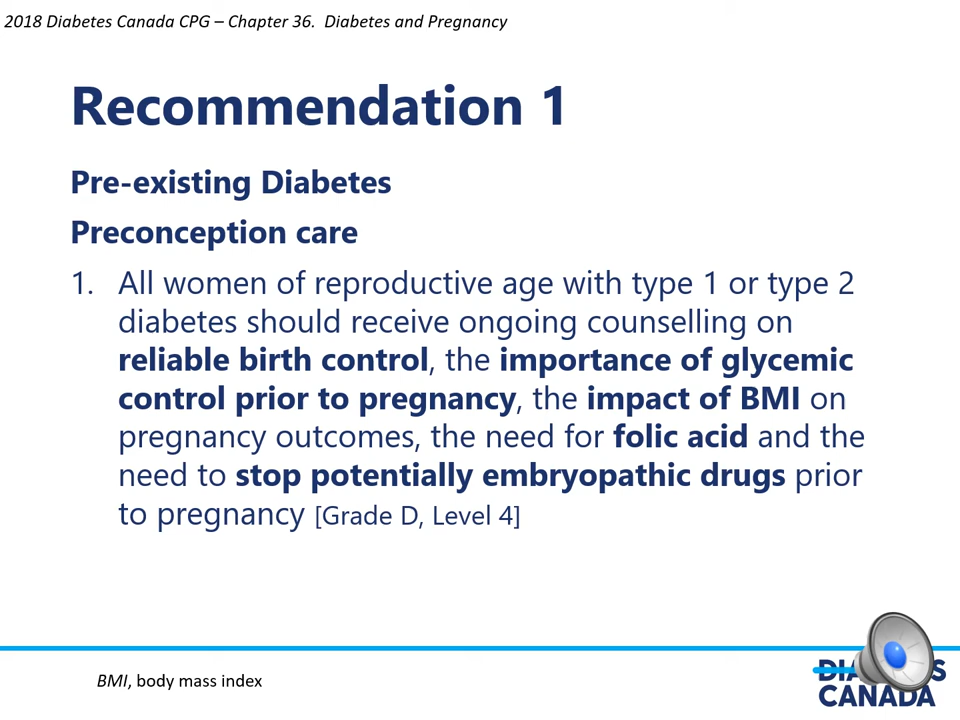 2018 Diabetes Canada CPG – Chapter 36.  Diabetes and Pregnancy
Recommendation 1
Pre-existing Diabetes
Preconception care
1. All women of reproductive age with type 1 or type 2
diabetes should receive ongoing counselling on
reliable birth control, the importance of glycemic
control prior to pregnancy, the impact of BMI on
pregnancy outcomes, the need for folic acid and the
need to stop potentially embryopathic drugs prior
to pregnancy [Grade D, Level 4]
BMI, body mass index
CANADA